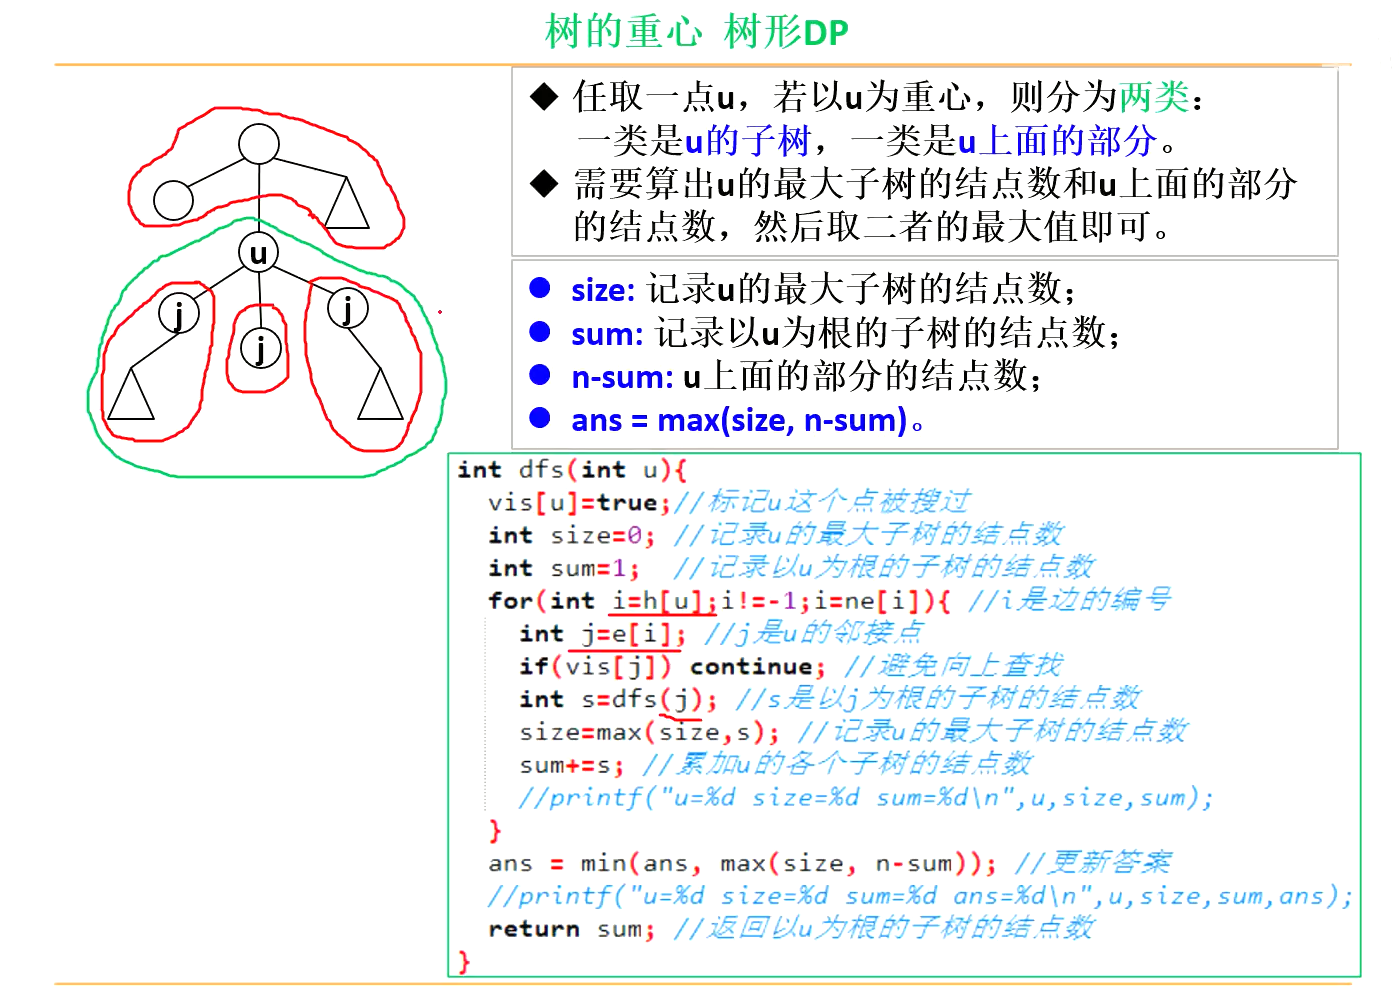 树的重心 树形DP
◆ 任取一点u，若以u为重心，则分为两类：
一类是u的子树，一类是u上面的部分。
◆ 需要算出u的最大子树的结点数和u上面的部分
的结点数，然后取二者的最大值即可。
u
j
j
j
● size: 记录u的最大子树的结点数；
● sum: 记录以u为根的子树的结点数；
● n-sum: u上面的部分的结点数；
● ans = max(size, n-sum)。
int dfs(int u){
vis[u]=true;//标记u这个点被搜过
int size=0; //记录u的最大子树的结点数
int sum=1; //记录以u为根的子树的结点数
for(int i=h[u];i!=-1;i=ne[i]){ //i是边的编号
int j=e[i]; //j是u的邻接点
if(vis[j]) continue; //避免向上查找
int s=dfs(j); //s是以j为根的子树的结点数
size=max(size,s); //记录u的最大子树的结点数
sum+=s; //累加u的各个子树的结点数
//printf("u=%d size=%d sum=%d\n",u,size,sum);
}
ans = min(ans, max(size, n-sum)); //更新答案
//printf("u=%d size=%d sum=%d ans=%d\n",u,size,sum,ans);
return sum; //返回以u为根的子树的结点数
}